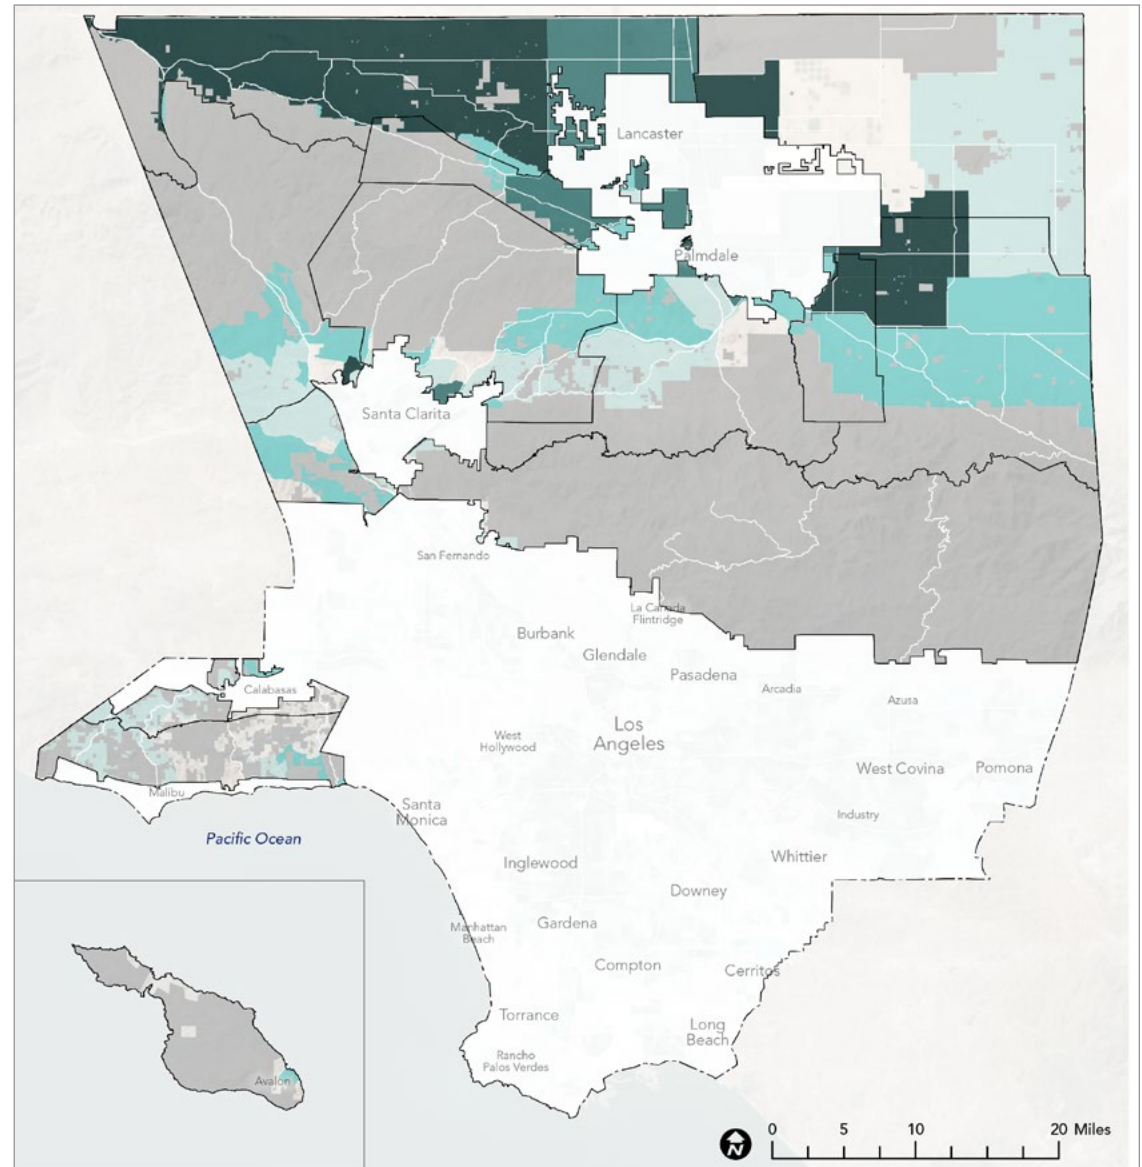 Lancaster
Palmdale
Santa Clarita
San Fernando
La Canada
Flintridge
Burbank
Glendale
Pasadena
Arcadia
Azusa
Calabasas
West
Hollywood
Los
Angeles
West Covina
Pomona
Malibu
Santa
Monica
Industry
Pacific Ocean
Inglewood
Whittier
Downey
Manhattan
Beach
Gardena
Compton
Cerritos
Torrance
Long
Beach
Rancho
Palos Verdes
Avalon
N
0 5 10 20 Miles